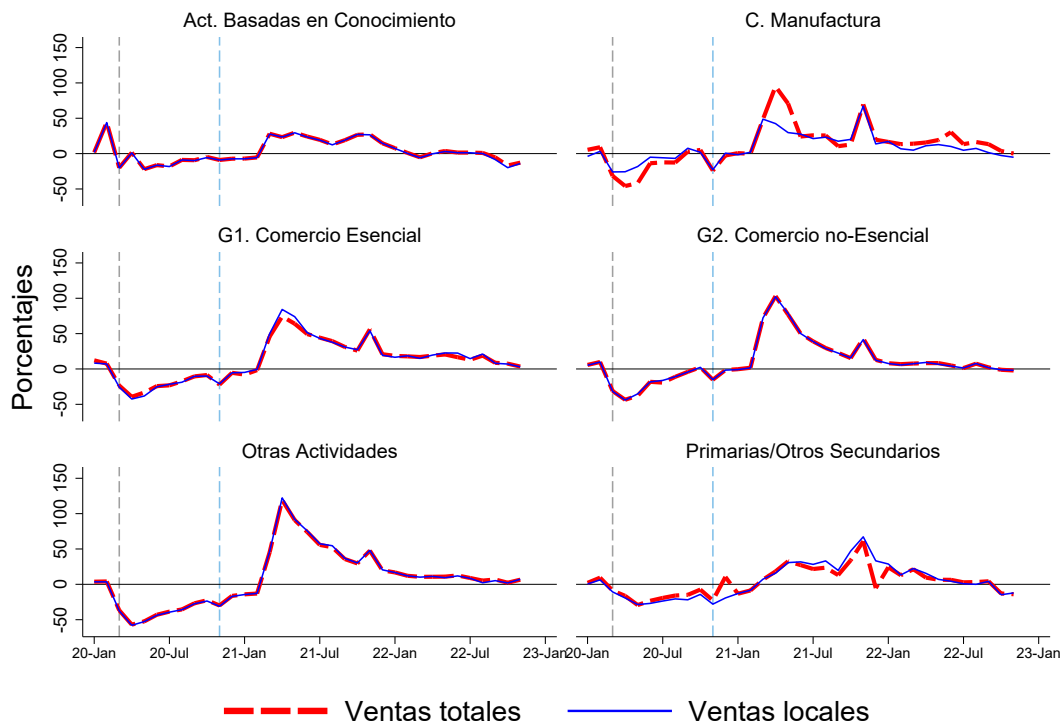 Act. Basadas en Conocimiento
C. Manufactura
150
100
50
0
-50
G1. Comercio Esencial
G2. Comercio no-Esencial
Porcentajes
150
100
50
0
-50
Otras Actividades
Primarias/Otros Secundarios
150
100
50
0
-50
20-Jan 20-Jul 21-Jan 21-Jul 22-Jan 22-Jul 23-Jan
20-Jan 20-Jul 21-Jan 21-Jul 22-Jan 22-Jul 23-Jan
Ventas totales Ventas locales